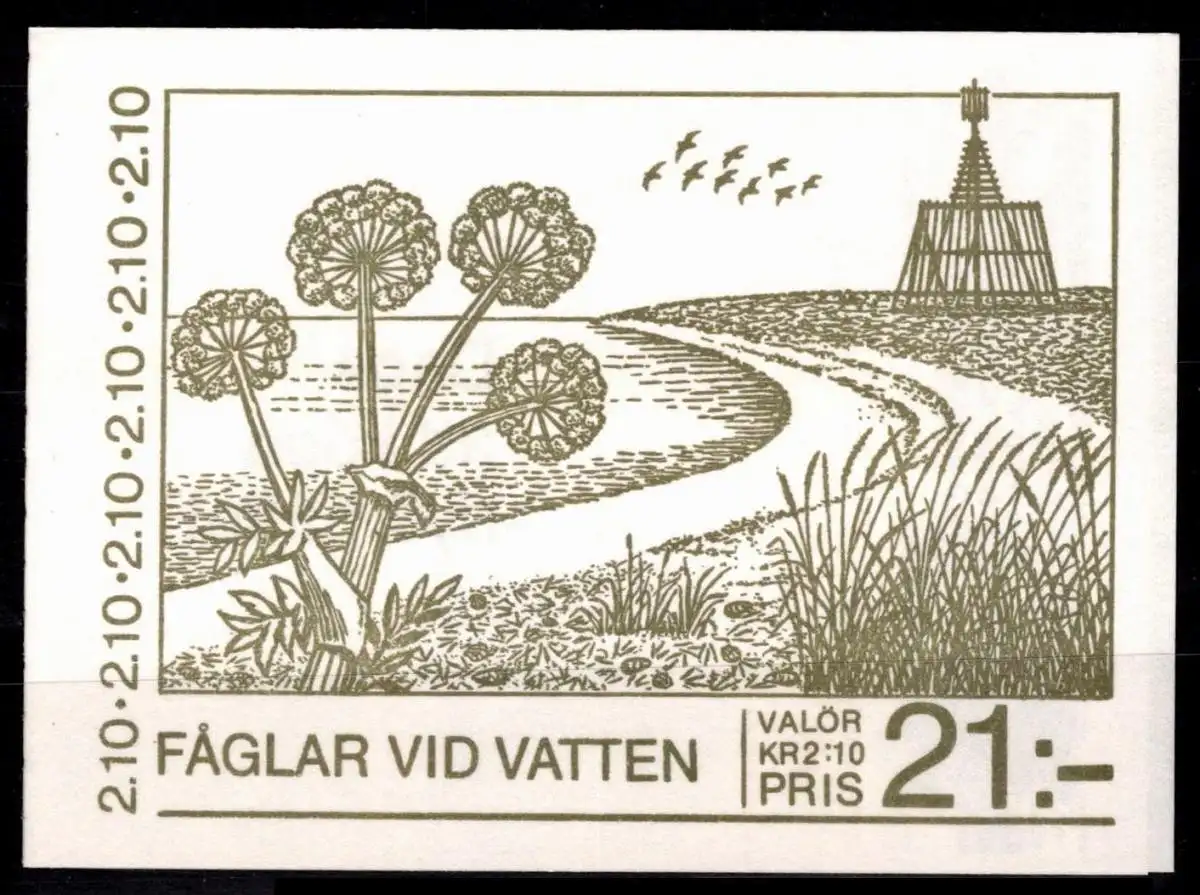 2.10•2.10•2.10•2.10•2.10•2.10
FÅGLAR VID VATTEN
VALÖR
KR2:10
PRIS
21:-